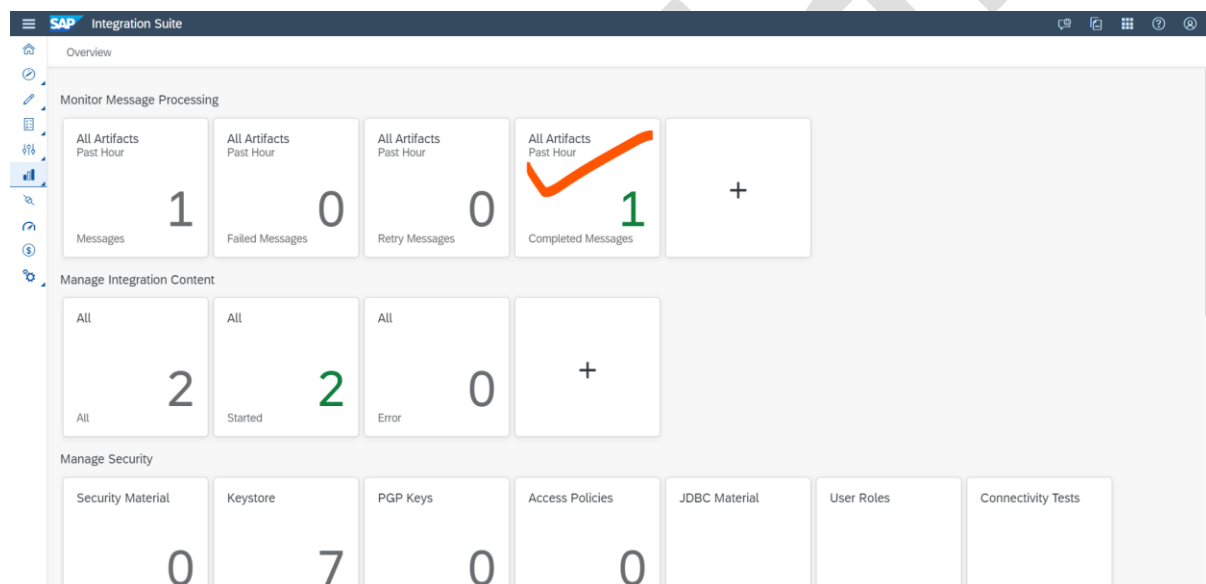 SAP Integration Suite
Overview
Monitor Message Processing
All Artifacts
Past Hour
1
Messages
All Artifacts
Past Hour
0
Failed Messages
All Artifacts
Past Hour
0
Retry Messages
All Artifacts
Past Hour
1
Completed Messages
+
Manage Integration Content
All
2
All
All
2
Started
All
0
Error
+
Manage Security
Security Material
0
Keystore
7
PGP Keys
0
Access Policies
0
JDBC Material
User Roles
Connectivity Tests